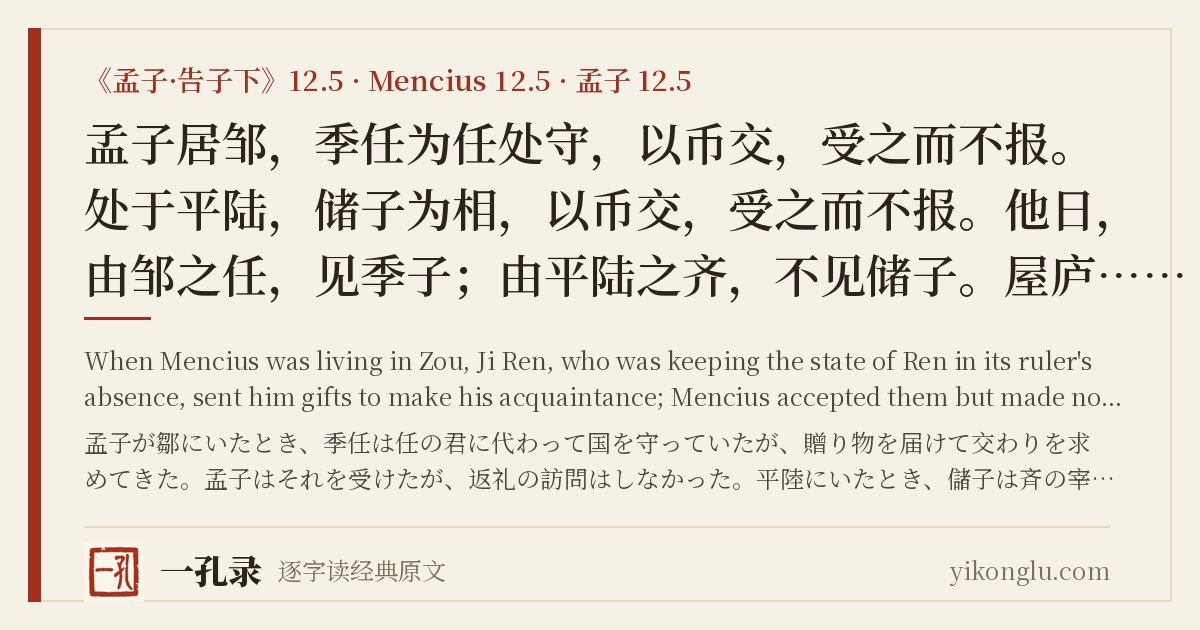 《孟子·告子下》12.5 · Mencius 12.5 · 孟子 12.5
孟子居邹，季任为任处守，以币交，受之而不报。
处于平陆，储子为相，以币交，受之而不报。他日，
由邹之任，见季子；由平陆之齐，不见储子。屋庐……
When Mencius was living in Zou, Ji Ren, who was keeping the state of Ren in its ruler's
absence, sent him gifts to make his acquaintance; Mencius accepted them but made no...
孟子が鄒にいたとき、季任は任の君に代わって国を守っていたが、贈り物を届けて交わりを求
めてきた。孟子はそれを受けたが、返礼の訪問はしなかった。平陸にいたとき、儲子は斉の宰…
一孔
一孔录 逐字读经典原文
yikonglu.com